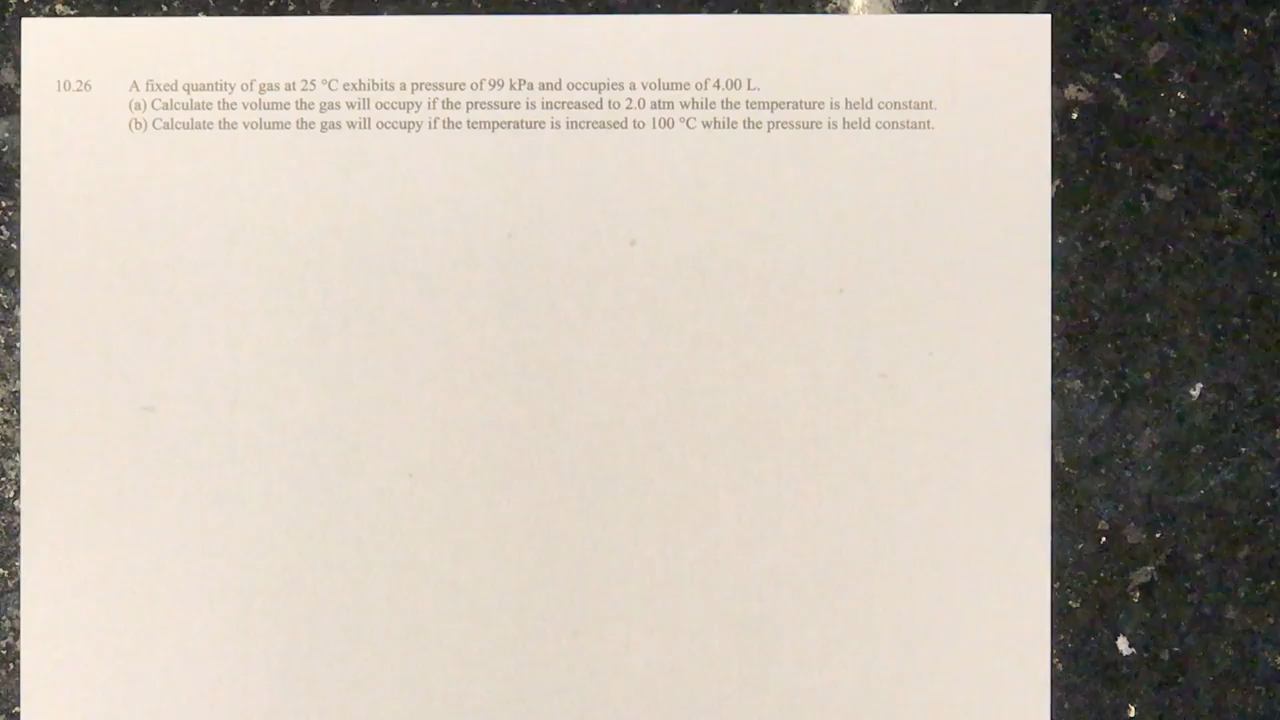 10.26 A fixed quantity of gas at 25 °C exhibits a pressure of 99 kPa and occupies a volume of 4.00 L.
(a) Calculate the volume the gas will occupy if the pressure is increased to 2.0 atm while the temperature is held constant.
(b) Calculate the volume the gas will occupy if the temperature is increased to 100 °C while the pressure is held constant.